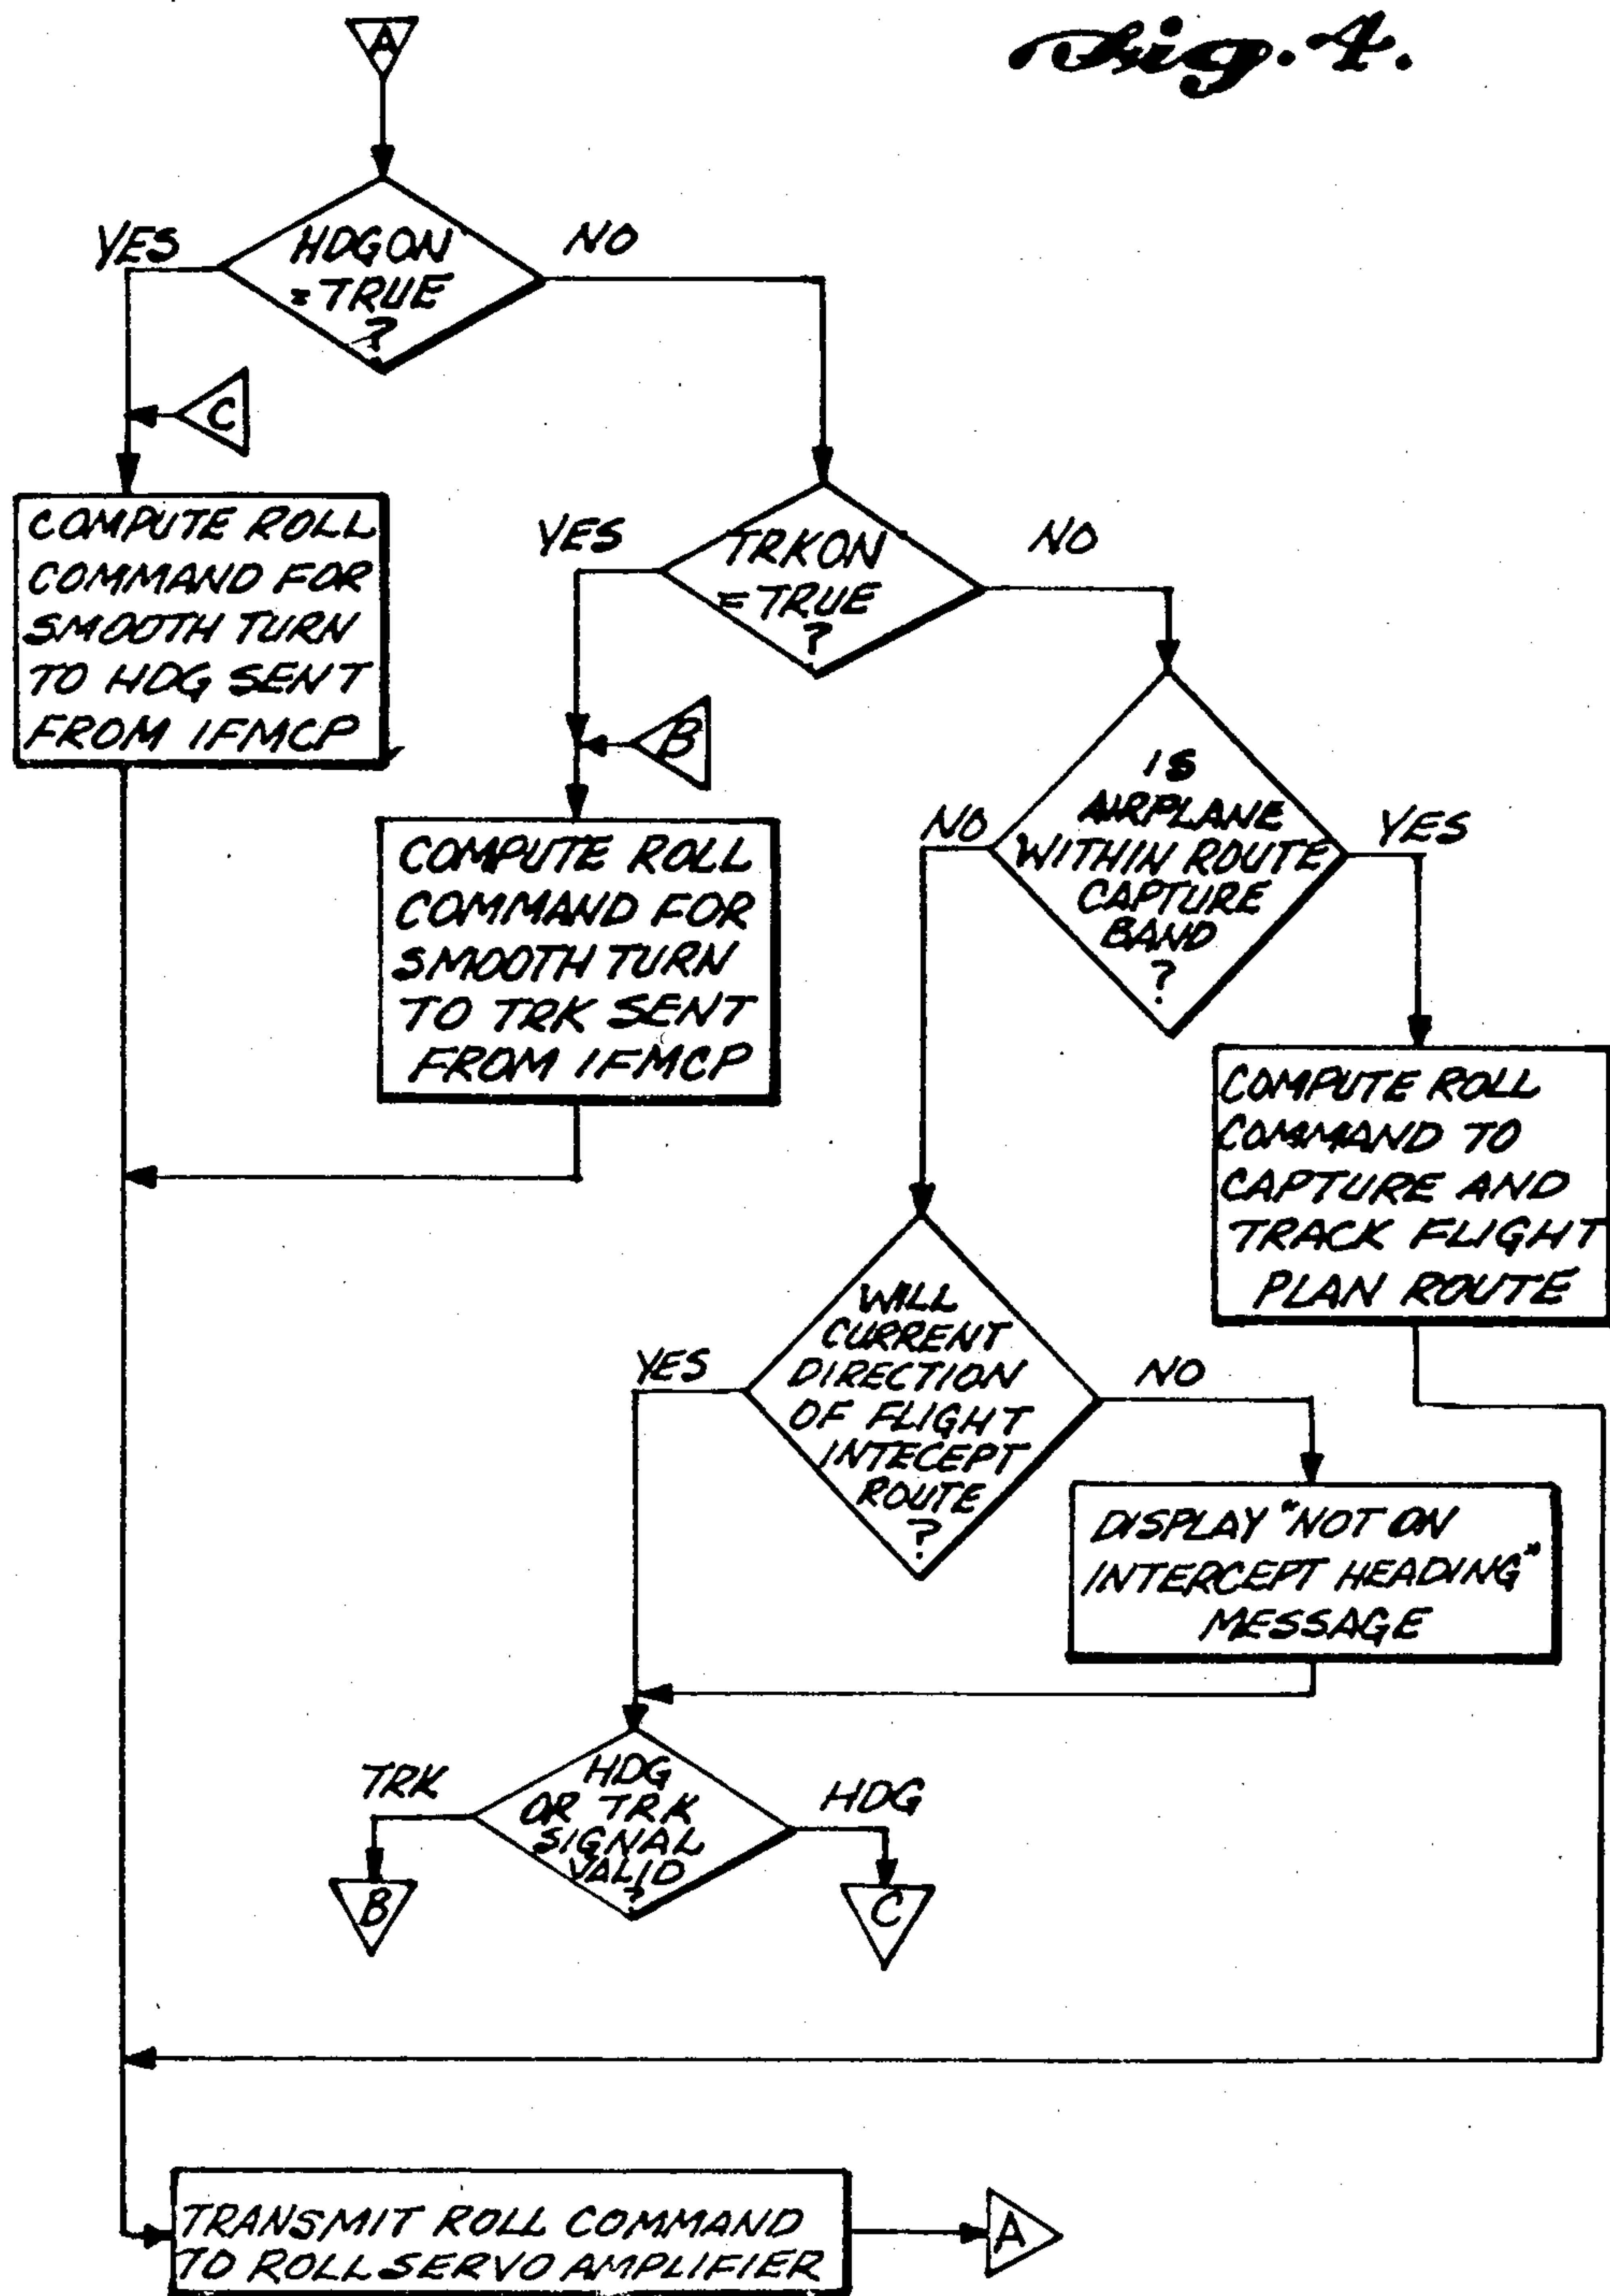 Fig. 4.
A
YES
HDGON
= TRUE
?
NO
C
COMPUTE ROLL
COMMAND FOR
SMOOTH TURN
TO HDG SENT
FROM IFMCP
YES
TRKON
= TRUE
?
NO
B
COMPUTE ROLL
COMMAND FOR
SMOOTH TURN
TO TRK SENT
FROM IFMCP
NO
IS
AIRPLANE
WITHIN ROUTE
CAPTURE
BAND
?
YES
COMPUTE ROLL
COMMAND TO
CAPTURE AND
TRACK FLIGHT
PLAN ROUTE
YES
WILL
CURRENT
DIRECTION
OF FLIGHT
INTECEPT
ROUTE
?
NO
DISPLAY "NOT ON
INTERCEPT HEADING"
MESSAGE
TRK
HDG
OR TRK
SIGNAL
VALID
?
HDG
B
C
TRANSMIT ROLL COMMAND
TO ROLL SERVO AMPLIFIER
A